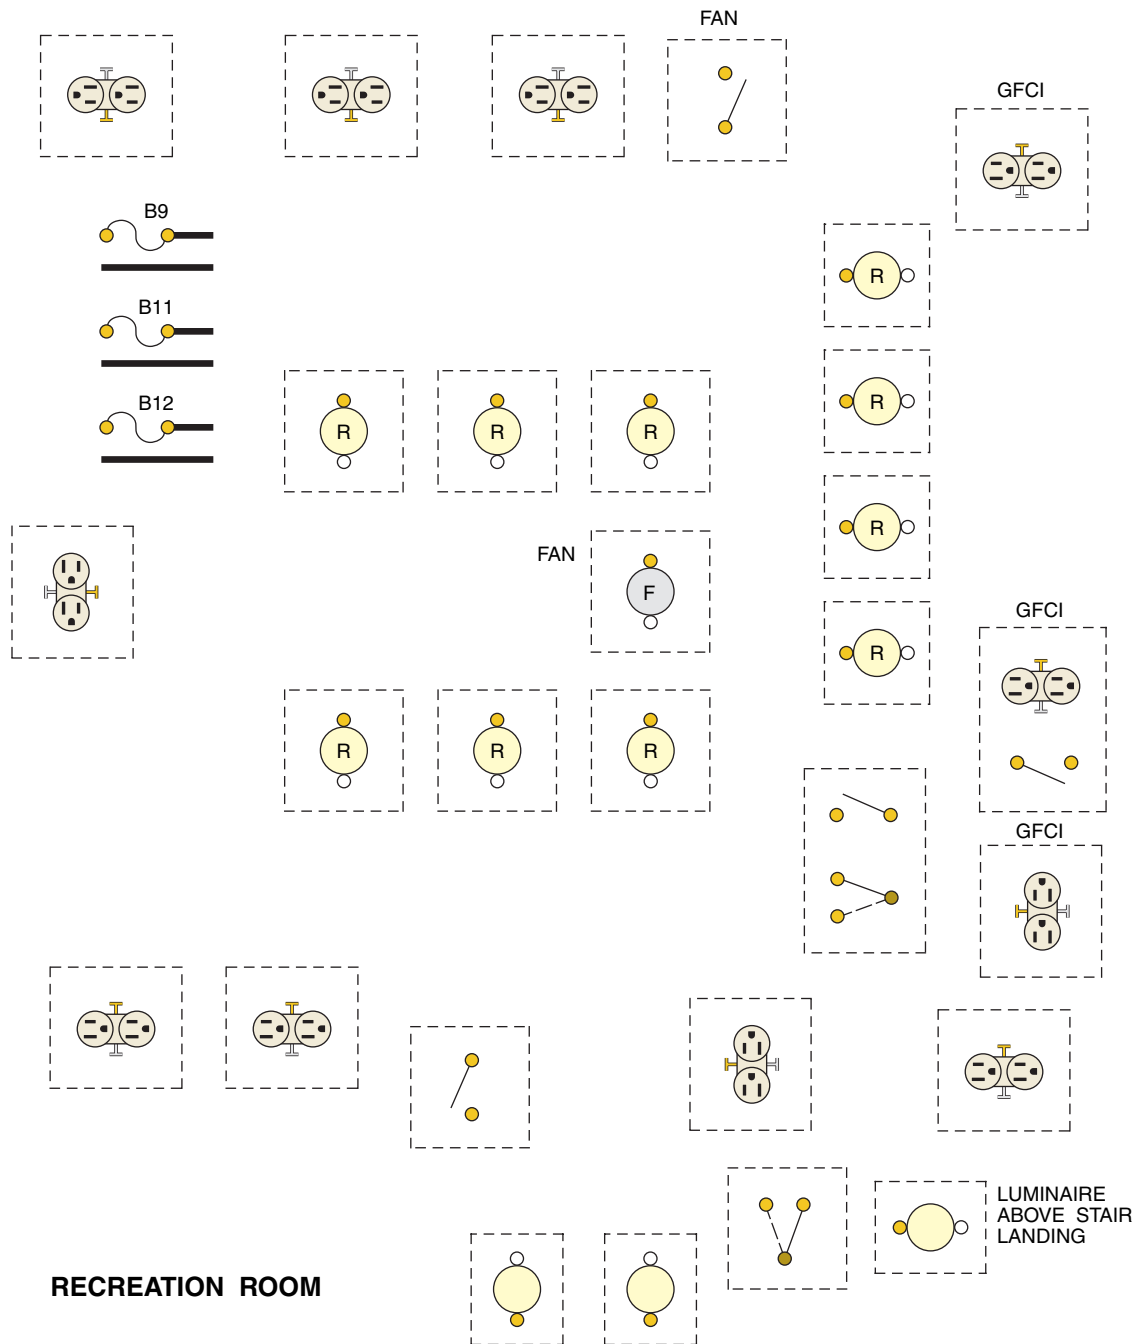 FAN
GFCI
B9
R
B11
R
B12
R
R
R
R
FAN
F
R
GFCI
R
R
R
GFCI
LUMINAIRE
ABOVE STAIR
LANDING
RECREATION ROOM